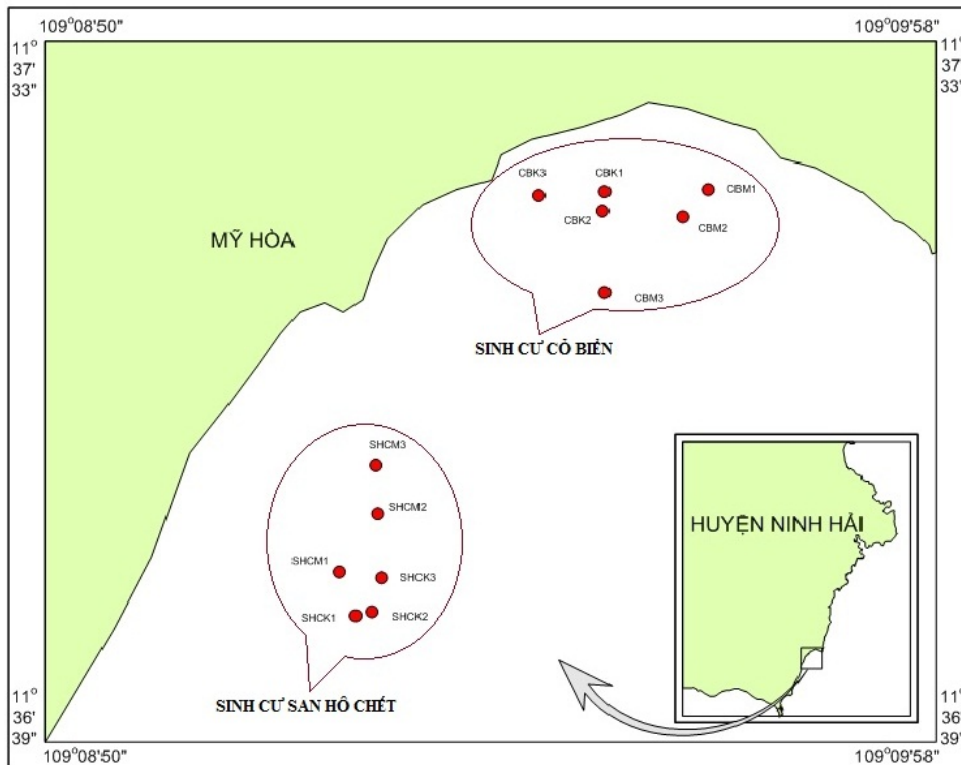 109°08'50"
109°09'58"
11°
37'
33"
11°
37'
33"
CBK3
CBK1
CBM1
CBK2
CBM2
CBM3
MỸ HÒA
SINH CƯ CỎ BIỂN
SHCM3
SHCM2
SHCM1
SHCK3
SHCK1
SHCK2
SINH CƯ SAN HÔ CHẾT
HUYỆN NINH HẢI
11°
36'
39"
11°
36'
39"
109°08'50"
109°09'58"